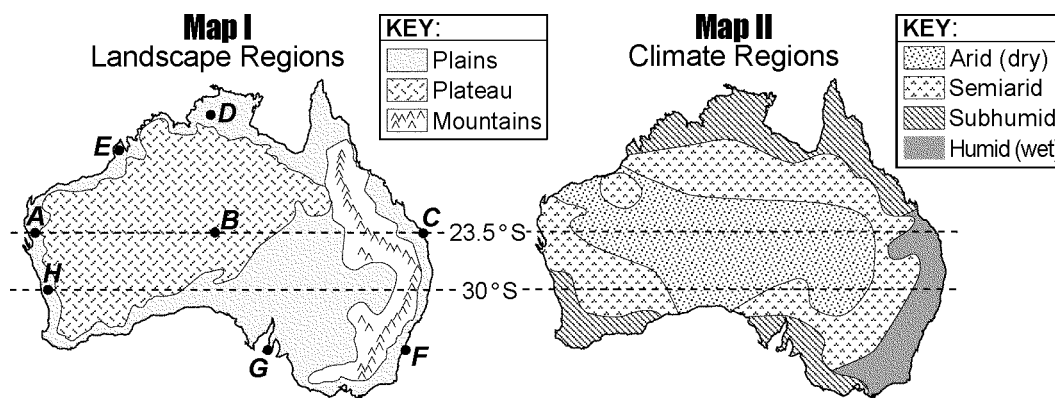 Map I
Landscape Regions
KEY:
Plains
Plateau
Mountains
D
E
A
B
C
H
G
F
23.5°S
30°S
Map II
Climate Regions
KEY:
Arid (dry)
Semiarid
Subhumid
Humid (wet)